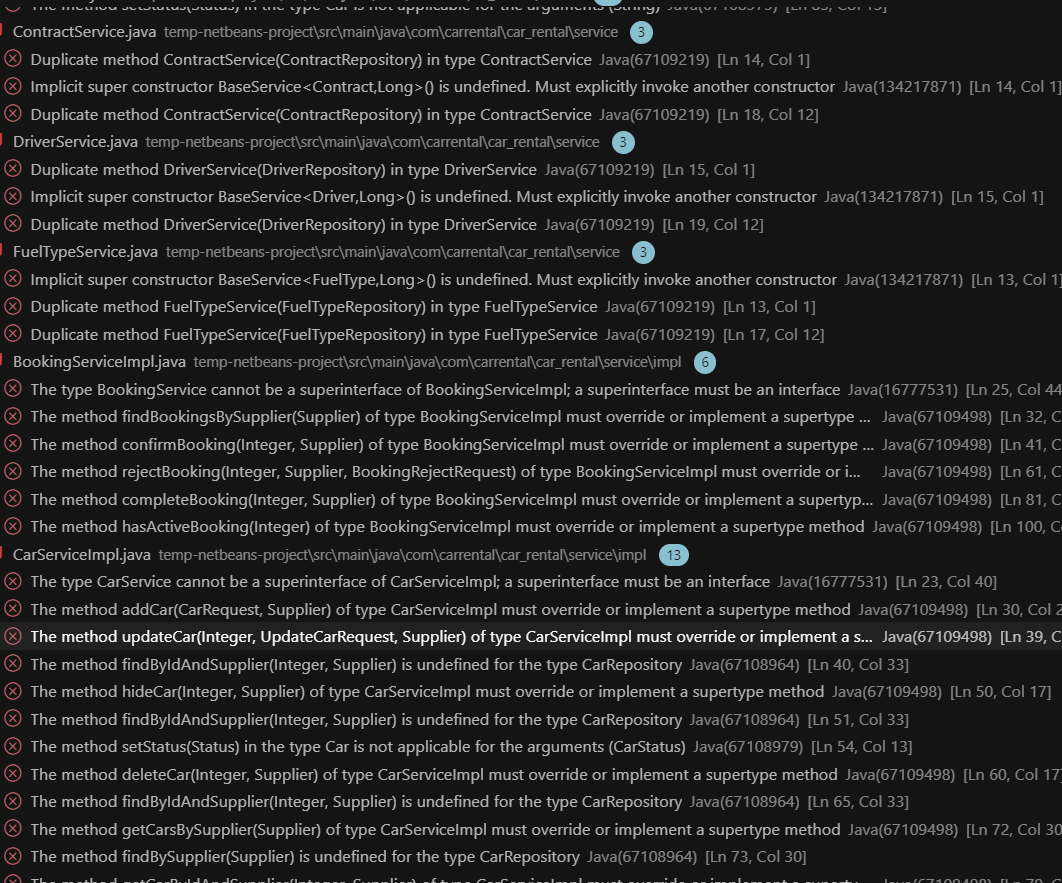 The method setStatus(Status) in the type Car is not applicable for the arguments (String) Java(67108979) [Ln 85, Col 13]
ContractService.java temp-netbeans-project\src\main\java\com\carrental\car_rental\service 3
Duplicate method ContractService(ContractRepository) in type ContractService Java(67109219) [Ln 14, Col 1]
Implicit super constructor BaseService<Contract,Long>() is undefined. Must explicitly invoke another constructor Java(134217871) [Ln 14, Col 1]
Duplicate method ContractService(ContractRepository) in type ContractService Java(67109219) [Ln 18, Col 12]
DriverService.java temp-netbeans-project\src\main\java\com\carrental\car_rental\service 3
Duplicate method DriverService(DriverRepository) in type DriverService Java(67109219) [Ln 15, Col 1]
Implicit super constructor BaseService<Driver,Long>() is undefined. Must explicitly invoke another constructor Java(134217871) [Ln 15, Col 1]
Duplicate method DriverService(DriverRepository) in type DriverService Java(67109219) [Ln 19, Col 12]
FuelTypeService.java temp-netbeans-project\src\main\java\com\carrental\car_rental\service 3
Implicit super constructor BaseService<FuelType,Long>() is undefined. Must explicitly invoke another constructor Java(134217871) [Ln 13, Col 1]
Duplicate method FuelTypeService(FuelTypeRepository) in type FuelTypeService Java(67109219) [Ln 13, Col 1]
Duplicate method FuelTypeService(FuelTypeRepository) in type FuelTypeService Java(67109219) [Ln 17, Col 12]
BookingServiceImpl.java temp-netbeans-project\src\main\java\com\carrental\car_rental\service\impl 6
The type BookingService cannot be a superinterface of BookingServiceImpl; a superinterface must be an interface Java(16777531) [Ln 25, Col 44
The method findBookingsBySupplier(Supplier) of type BookingServiceImpl must override or implement a supertype ... Java(67109498) [Ln 32, C
The method confirmBooking(Integer, Supplier) of type BookingServiceImpl must override or implement a supertype ... Java(67109498) [Ln 41, C
The method rejectBooking(Integer, Supplier, BookingRejectRequest) of type BookingServiceImpl must override or i... Java(67109498) [Ln 61, C
The method completeBooking(Integer, Supplier) of type BookingServiceImpl must override or implement a supertyp... Java(67109498) [Ln 81, C
The method hasActiveBooking(Integer) of type BookingServiceImpl must override or implement a supertype method Java(67109498) [Ln 100, C
CarServiceImpl.java temp-netbeans-project\src\main\java\com\carrental\car_rental\service\impl 13
The type CarService cannot be a superinterface of CarServiceImpl; a superinterface must be an interface Java(16777531) [Ln 23, Col 40]
The method addCar(CarRequest, Supplier) of type CarServiceImpl must override or implement a supertype method Java(67109498) [Ln 30, Col 2
The method updateCar(Integer, UpdateCarRequest, Supplier) of type CarServiceImpl must override or implement a s... Java(67109498) [Ln 39, C
The method findByIdAndSupplier(Integer, Supplier) is undefined for the type CarRepository Java(67108964) [Ln 40, Col 33]
The method hideCar(Integer, Supplier) of type CarServiceImpl must override or implement a supertype method Java(67109498) [Ln 50, Col 17]
The method findByIdAndSupplier(Integer, Supplier) is undefined for the type CarRepository Java(67108964) [Ln 51, Col 33]
The method setStatus(Status) in the type Car is not applicable for the arguments (CarStatus) Java(67108979) [Ln 54, Col 13]
The method deleteCar(Integer, Supplier) of type CarServiceImpl must override or implement a supertype method Java(67109498) [Ln 60, Col 17]
The method findByIdAndSupplier(Integer, Supplier) is undefined for the type CarRepository Java(67108964) [Ln 65, Col 33]
The method getCarsBySupplier(Supplier) of type CarServiceImpl must override or implement a supertype method Java(67109498) [Ln 72, Col 30
The method findBySupplier(Supplier) is undefined for the type CarRepository Java(67108964) [Ln 73, Col 30]
The method getCarByIdAndSupplier(Integer, Supplier) of type CarServiceImpl must override or implement a superty... Java(67109498) [Ln 79, C